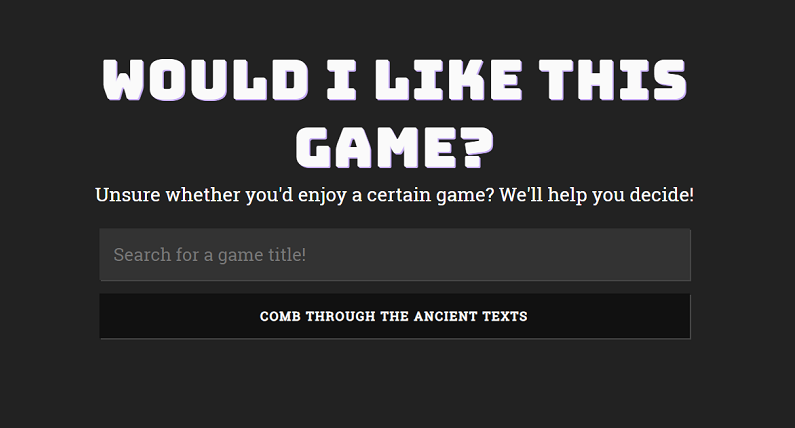 WOULD I LIKE THIS
GAME?
Unsure whether you'd enjoy a certain game? We'll help you decide!
Search for a game title!
COMB THROUGH THE ANCIENT TEXTS